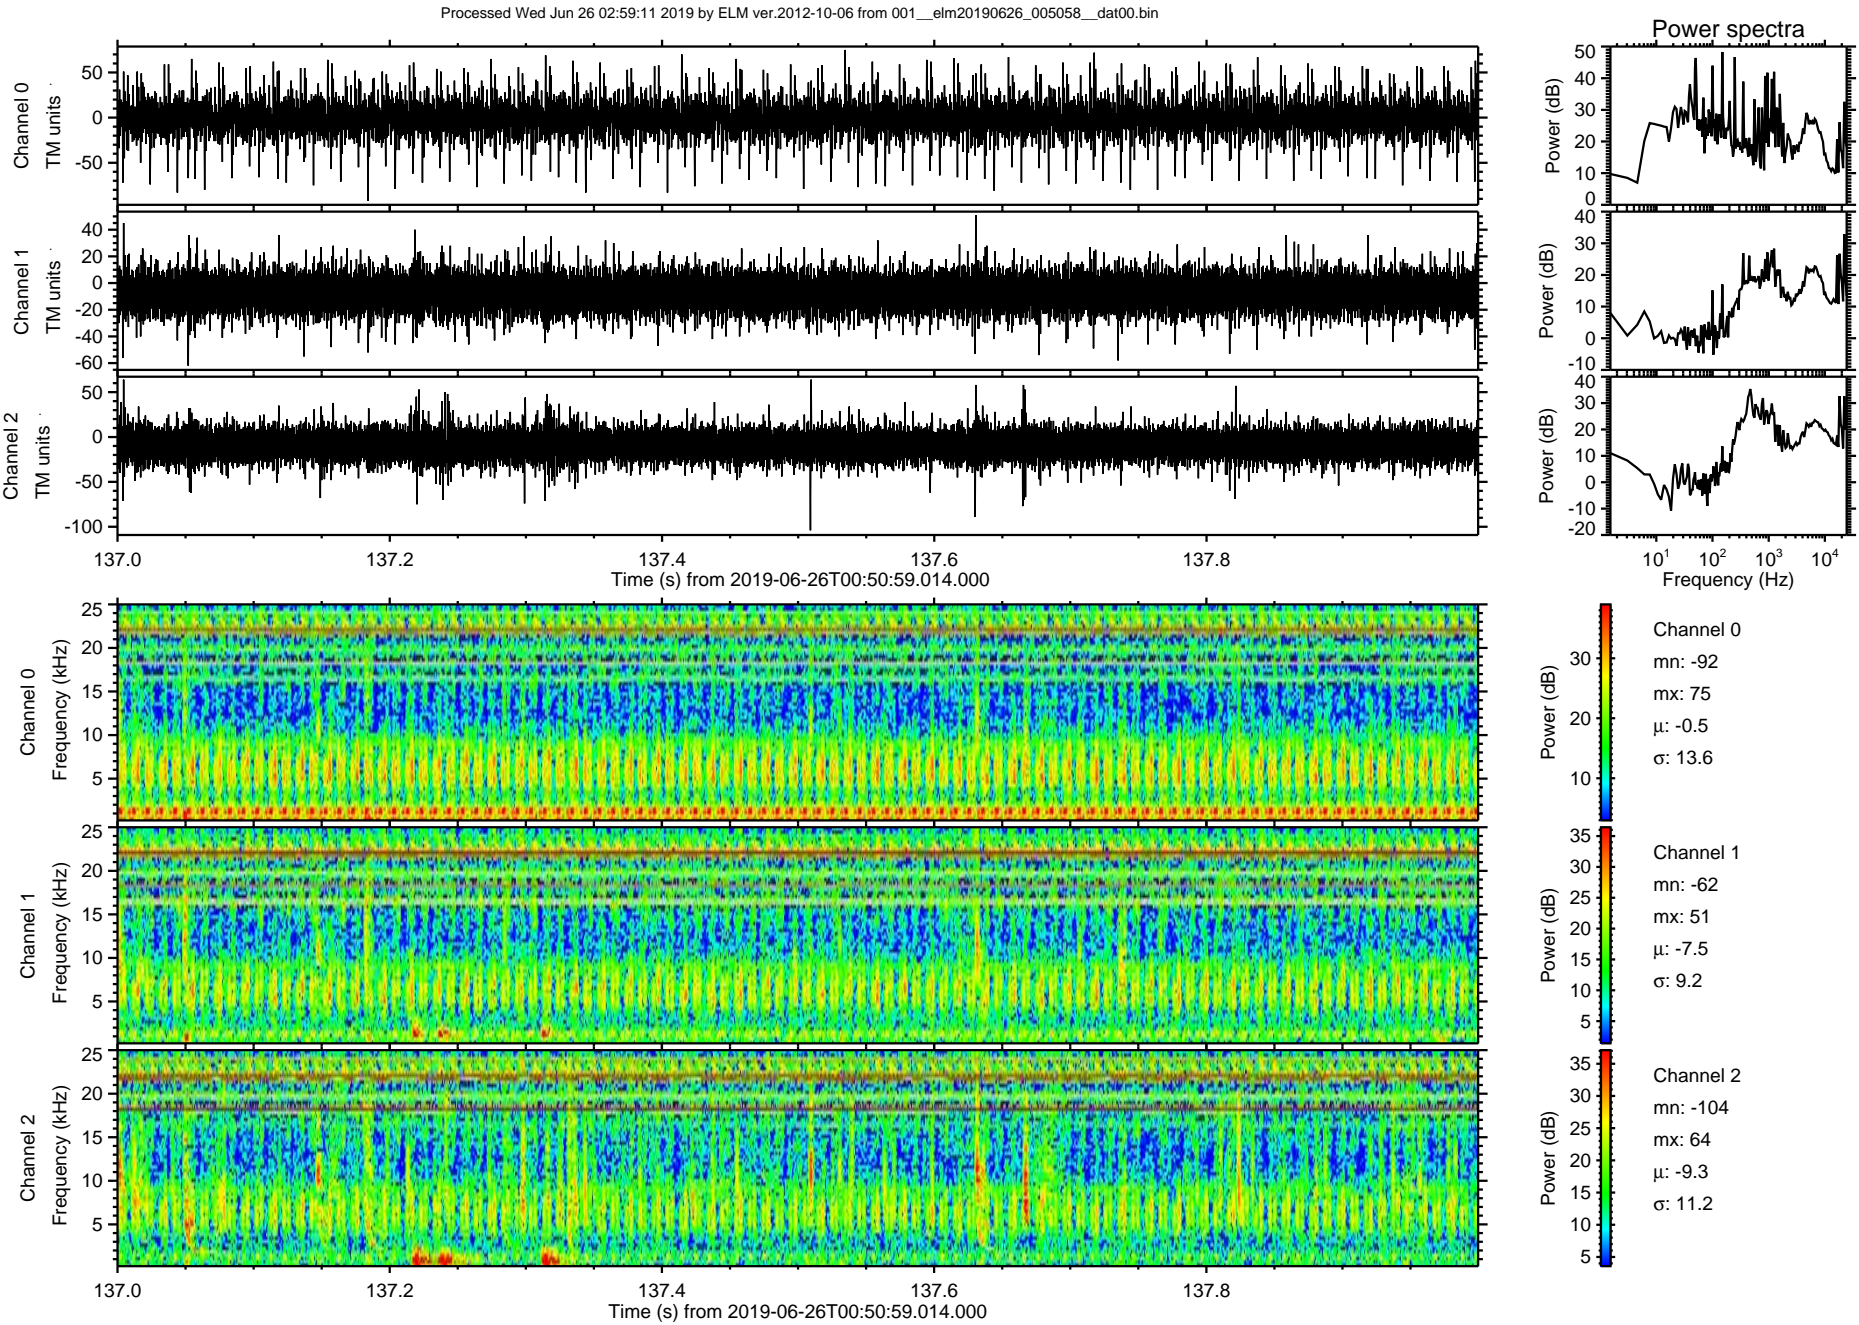 Processed Wed Jun 26 02:59:11 2019 by ELM ver.2012-10-06 from 001__elm20190626_005058__dat00.bin
Power spectra
Channel 0
TM units
50
0
-50
Power (dB)
50
40
30
20
10
0
Channel 1
TM units
40
20
0
-20
-40
-60
Power (dB)
40
30
20
10
0
-10
Channel 2
TM units
50
0
-50
-100
Power (dB)
40
30
20
10
0
-10
-20
137.0 137.2 137.4 137.6 137.8
Time (s) from 2019-06-26T00:50:59.014.000
10^1 10^2 10^3 10^4
Frequency (Hz)
Channel 0
Frequency (kHz)
25
20
15
10
5
Power (dB)
30
20
10
Channel 0
mn: -92
mx: 75
μ: -0.5
σ: 13.6
Channel 1
Frequency (kHz)
25
20
15
10
5
Power (dB)
35
30
25
20
15
10
5
Channel 1
mn: -62
mx: 51
μ: -7.5
σ: 9.2
Channel 2
Frequency (kHz)
25
20
15
10
5
Power (dB)
35
30
25
20
15
10
5
Channel 2
mn: -104
mx: 64
μ: -9.3
σ: 11.2
137.0 137.2 137.4 137.6 137.8
Time (s) from 2019-06-26T00:50:59.014.000